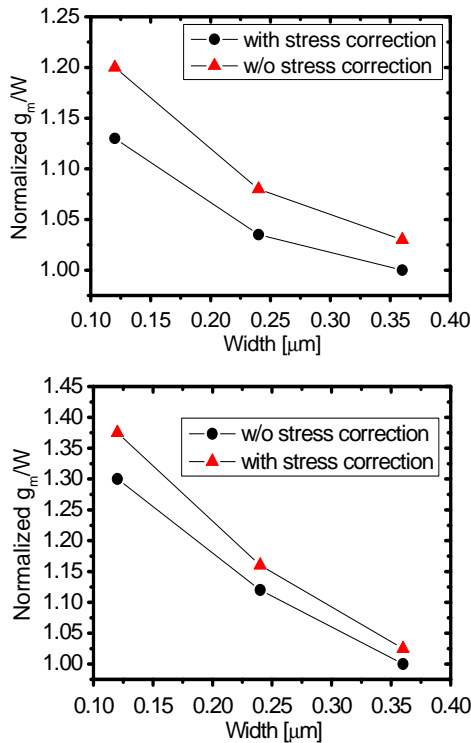 1.25
1.20
1.15
1.10
1.05
1.00
Normalized gₘ/W
with stress correction
w/o stress correction
0.10 0.15 0.20 0.25 0.30 0.35 0.40
Width [μm]
1.45
1.40
1.35
1.30
1.25
1.20
1.15
1.10
1.05
1.00
Normalized gₘ/W
w/o stress correction
with stress correction
0.10 0.15 0.20 0.25 0.30 0.35 0.40
Width [μm]